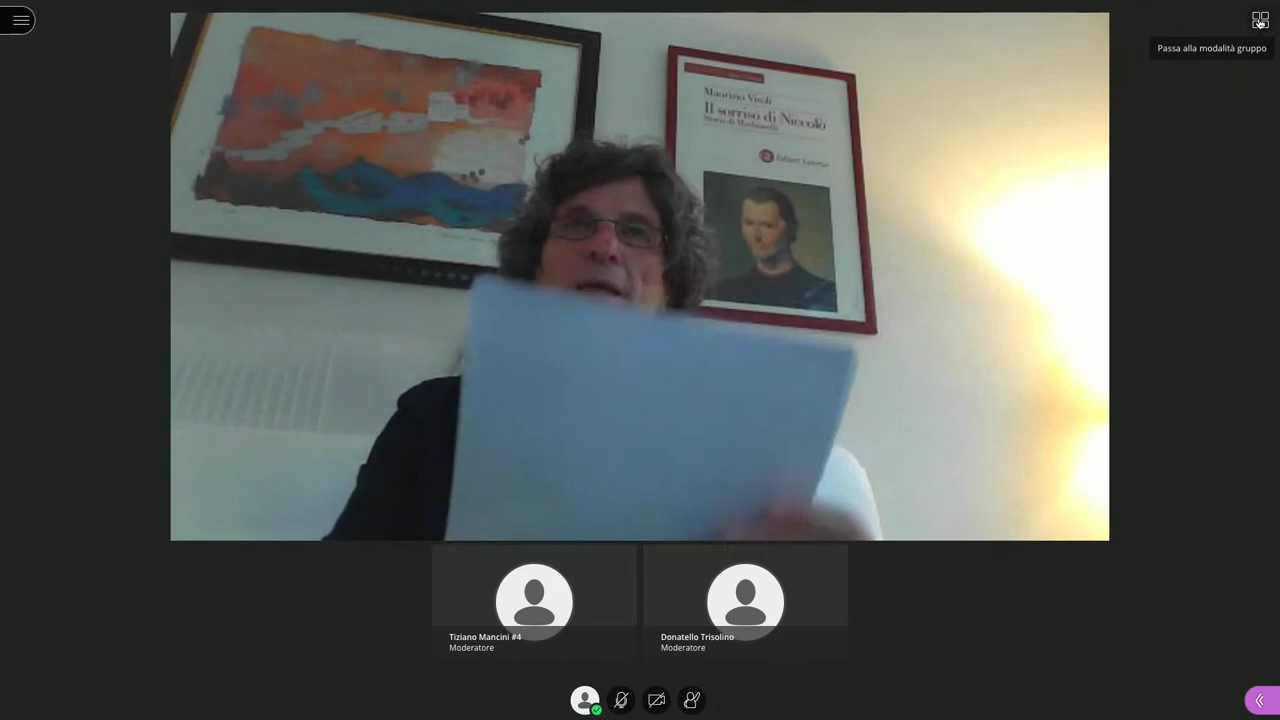 Passa alla modalità gruppo
Maurizio Viroli
Il sorriso di Niccolò
Storia di Machiavelli
Editori Laterza
Tiziano Mancini #4
Moderatore
Donatello Trisolino
Moderatore